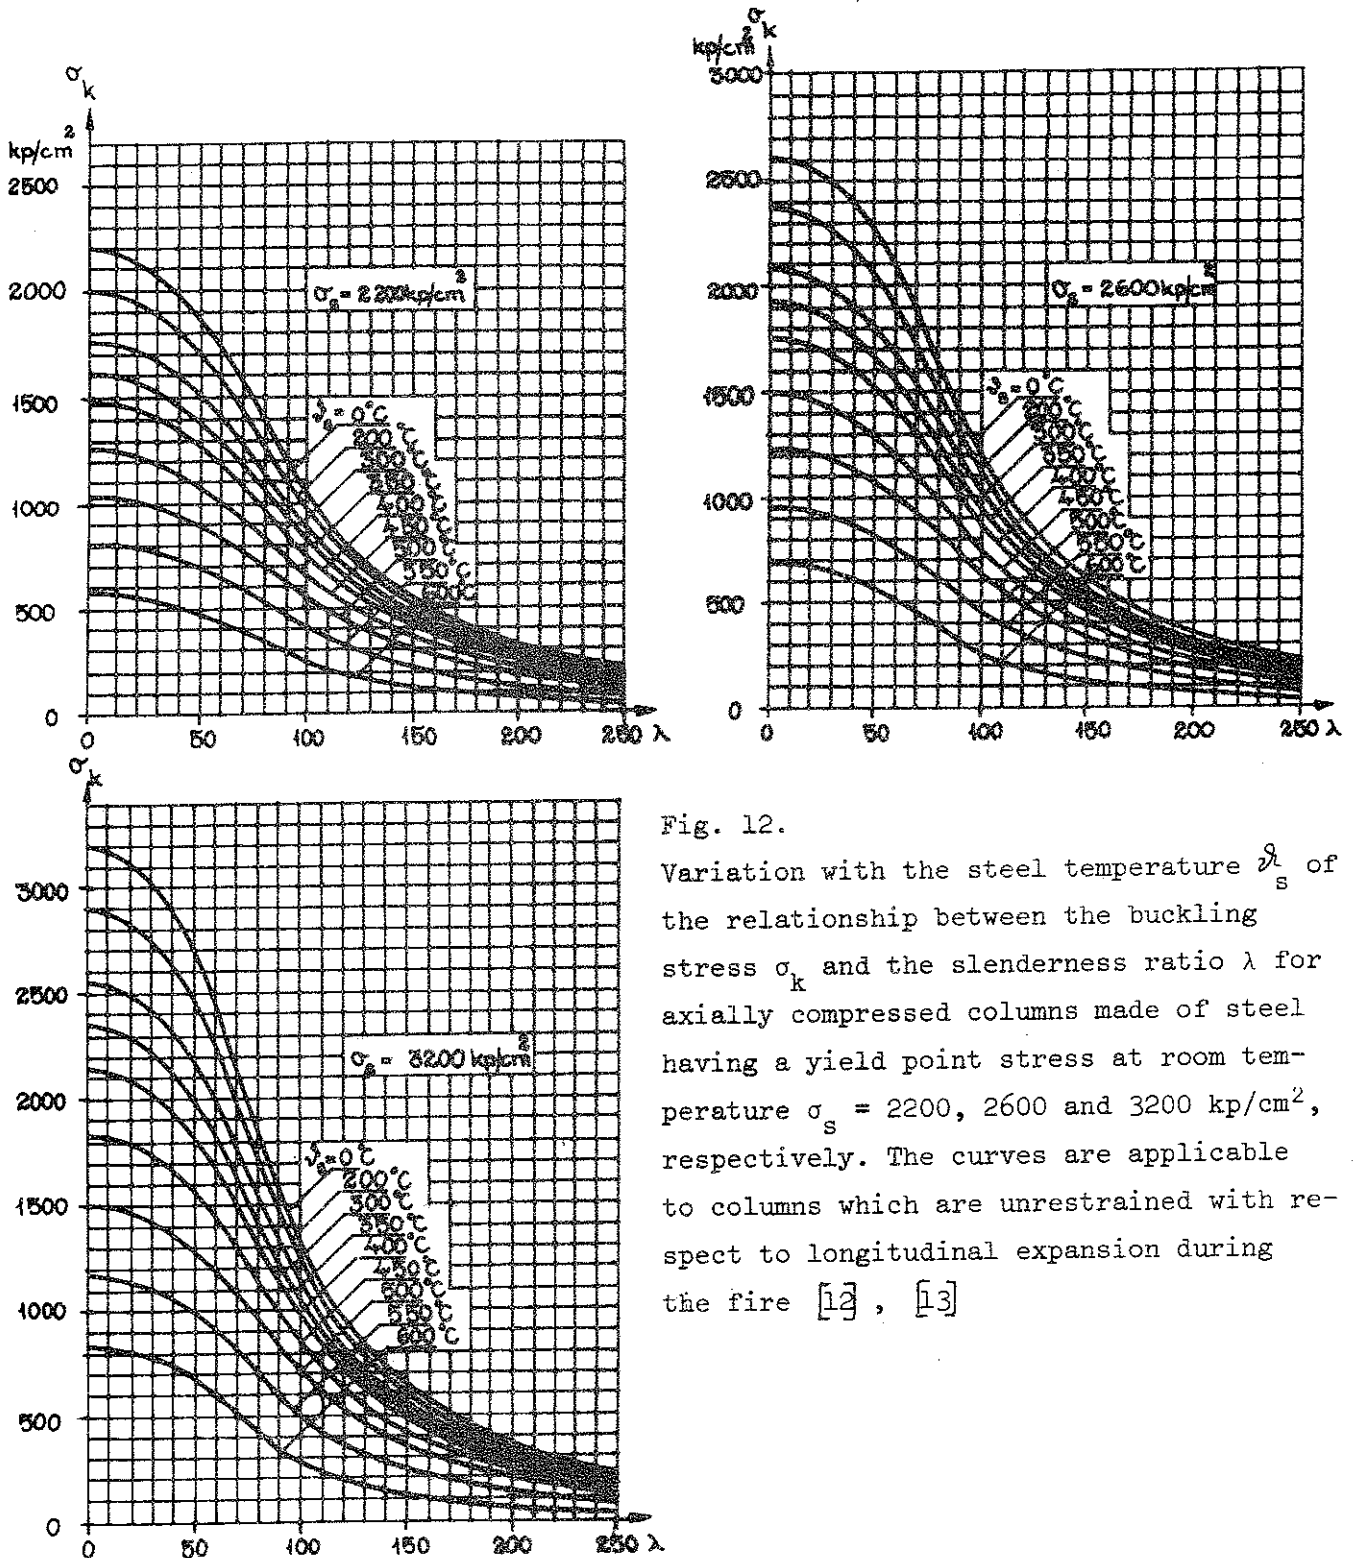 σk
kp/cm²
2500
2000
1500
1000
500
0
0 50 100 150 200 250 λ
σs = 2200 kp/cm²
ϑs = 0°C
200°C
300°C
350°C
400°C
450°C
500°C
550°C
600°C
σk
kp/cm²
3000
2500
2000
1500
1000
500
0
0 50 100 150 200 250 λ
σs = 2600 kp/cm²
ϑs = 0°C
200°C
300°C
350°C
400°C
450°C
500°C
550°C
600°C
σk
3000
2500
2000
1500
1000
500
0
0 50 100 150 200 250 λ
σs = 3200 kp/cm²
ϑs = 0°C
200°C
300°C
350°C
400°C
450°C
500°C
550°C
600°C
Fig. 12.
Variation with the steel temperature ϑs of
the relationship between the buckling
stress σk and the slenderness ratio λ for
axially compressed columns made of steel
having a yield point stress at room tem-
perature σs = 2200, 2600 and 3200 kp/cm²,
respectively. The curves are applicable
to columns which are unrestrained with re-
spect to longitudinal expansion during
the fire [12] , [13]